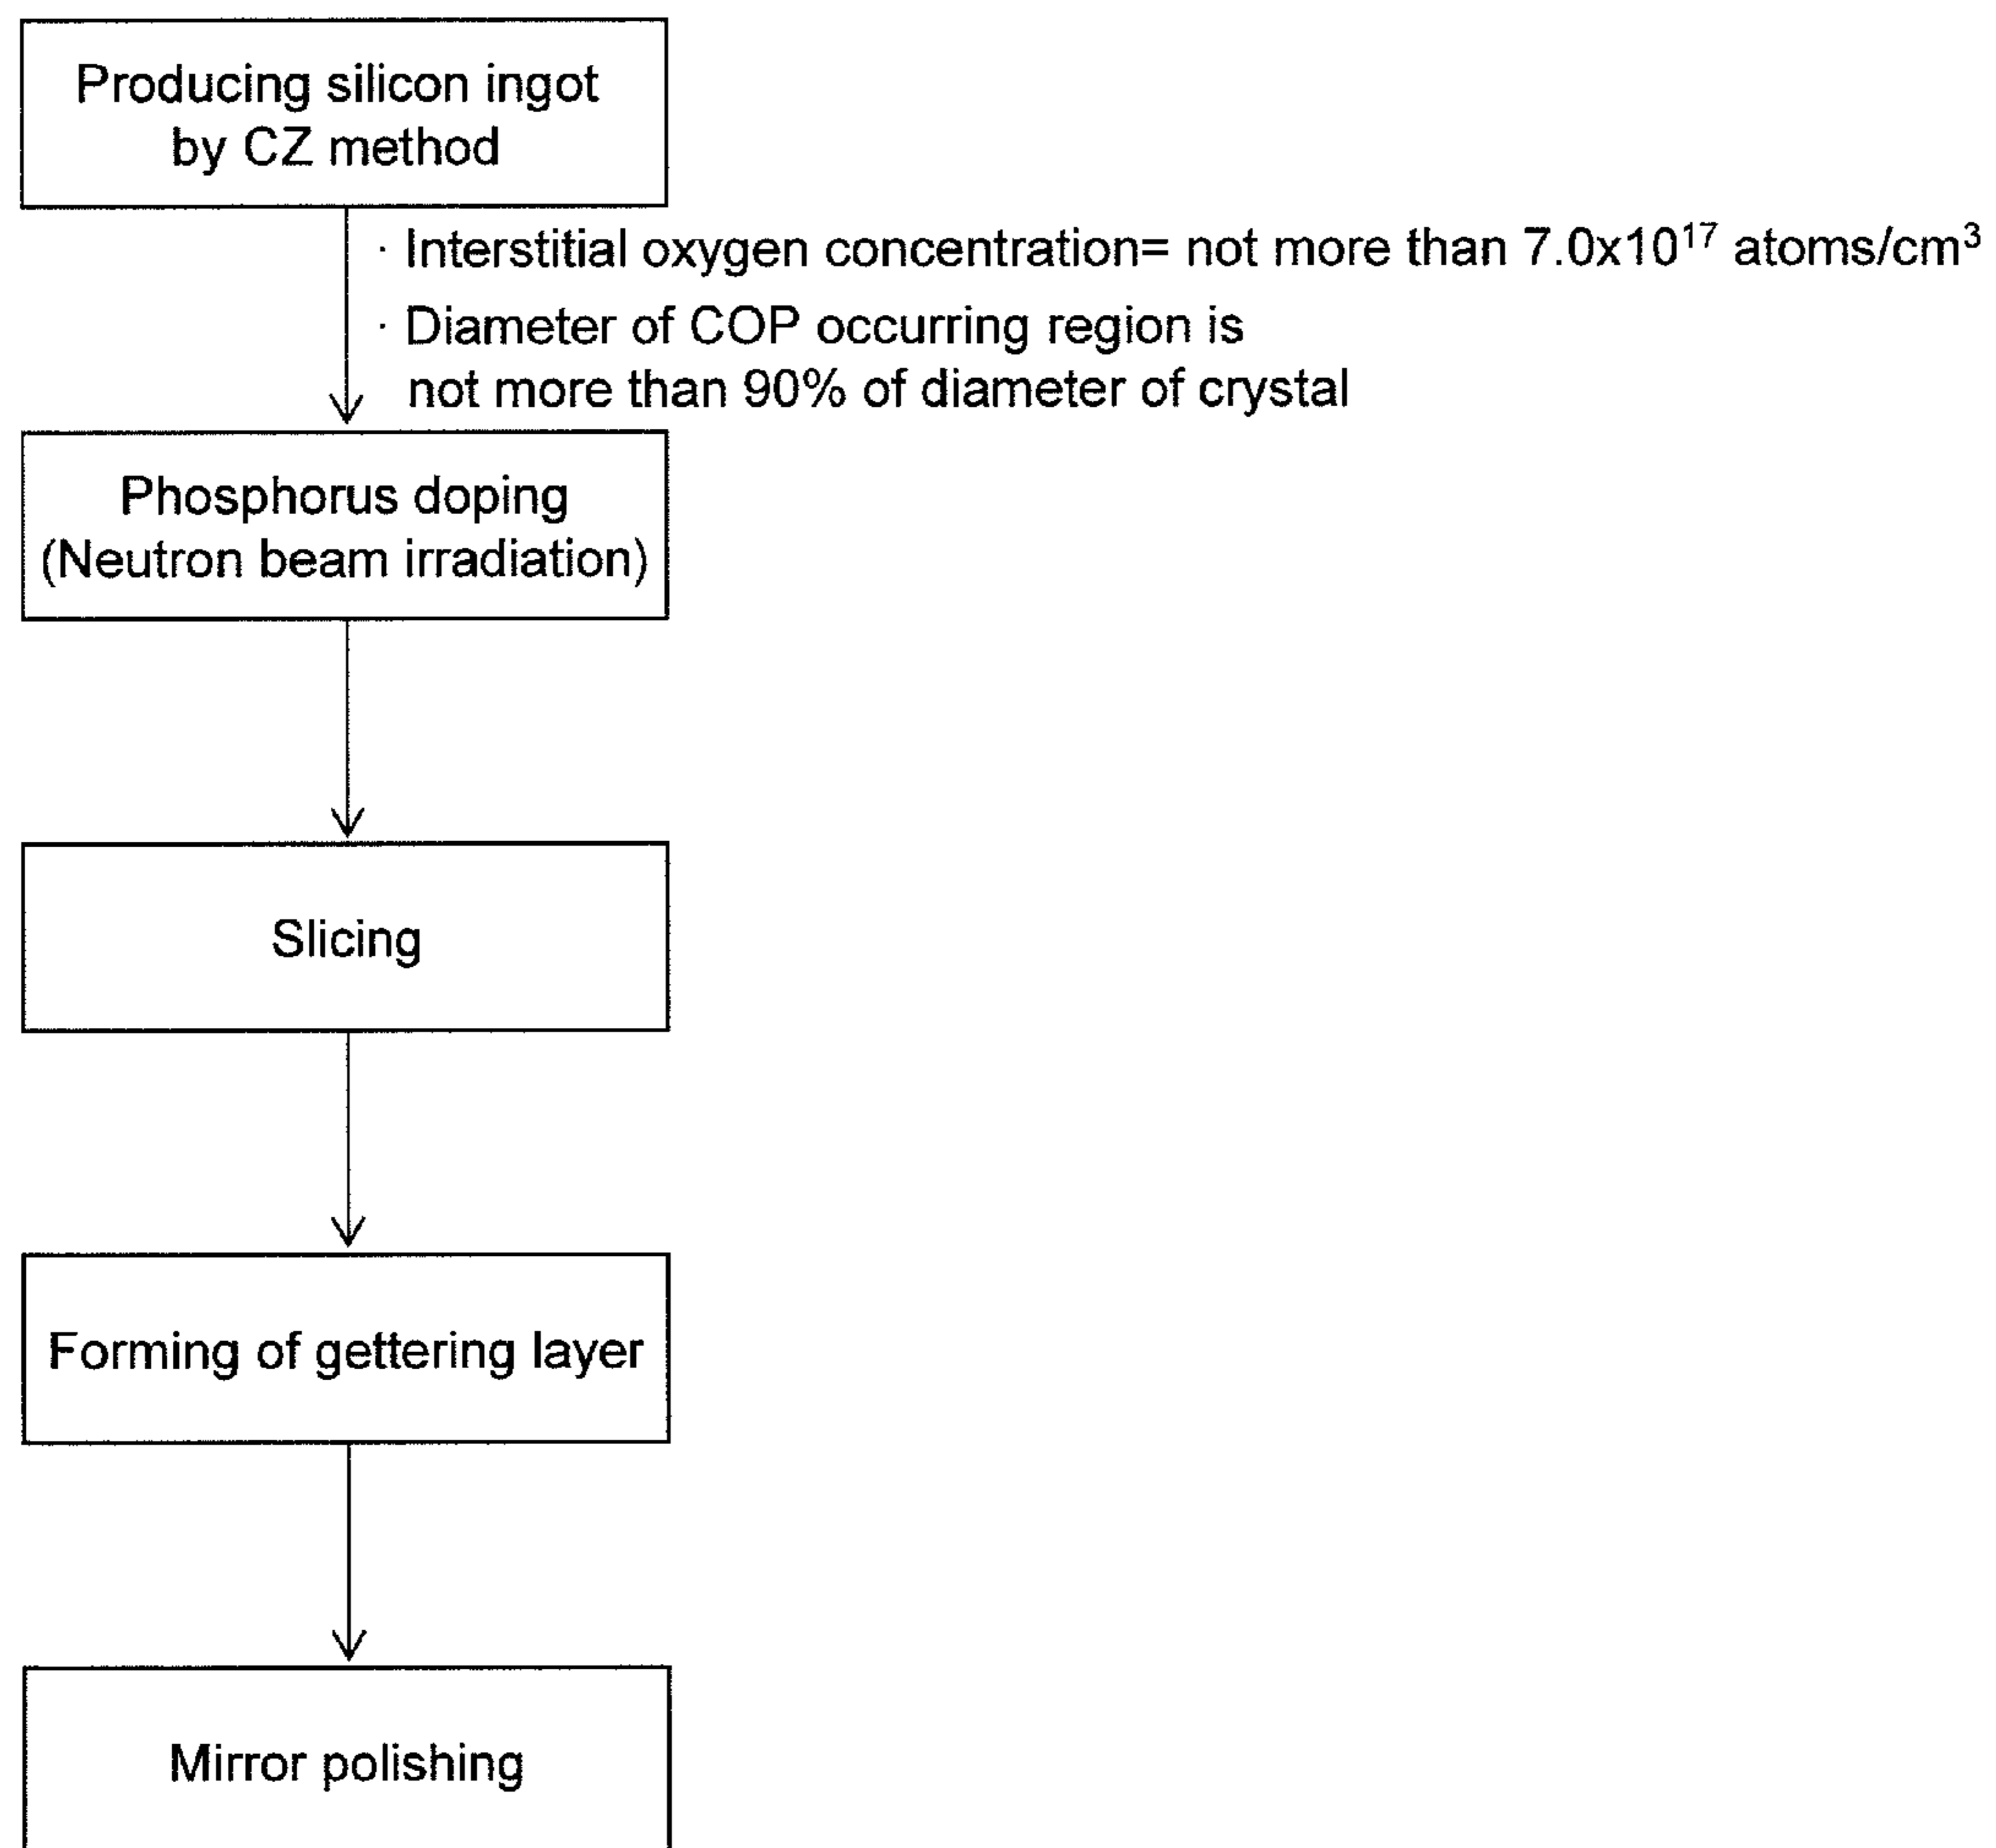 Producing silicon ingot
by CZ method
· Interstitial oxygen concentration= not more than 7.0x10¹⁷ atoms/cm³
· Diameter of COP occurring region is
not more than 90% of diameter of crystal
Phosphorus doping
(Neutron beam irradiation)
Slicing
Forming of gettering layer
Mirror polishing